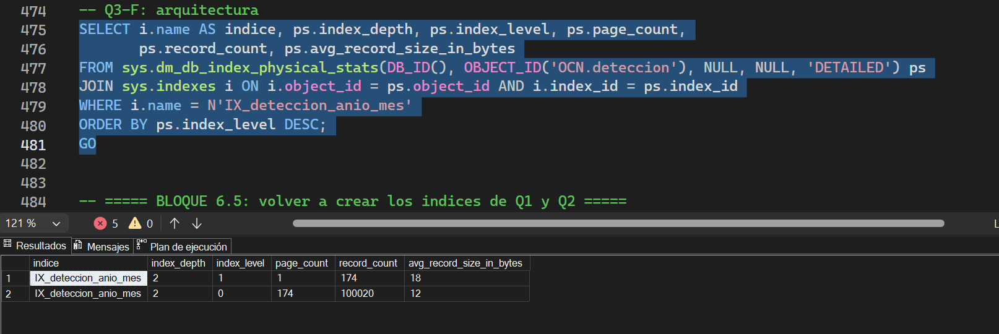 474 -- Q3-F: arquitectura
475 SELECT i.name AS indice, ps.index_depth, ps.index_level, ps.page_count,
476 ps.record_count, ps.avg_record_size_in_bytes
477 FROM sys.dm_db_index_physical_stats(DB_ID(), OBJECT_ID('OCN.deteccion'), NULL, NULL, 'DETAILED') ps
478 JOIN sys.indexes i ON i.object_id = ps.object_id AND i.index_id = ps.index_id
479 WHERE i.name = N'IX_deteccion_anio_mes'
480 ORDER BY ps.index_level DESC;
481 GO
482
483
484 -- ===== BLOQUE 6.5: volver a crear los indices de Q1 y Q2 =====
121 % 5 0 L
Resultados Mensajes Plan de ejecución
indice index_depth index_level page_count record_count avg_record_size_in_bytes
1 IX_deteccion_anio_mes 2 1 1 174 18
2 IX_deteccion_anio_mes 2 0 174 100020 12